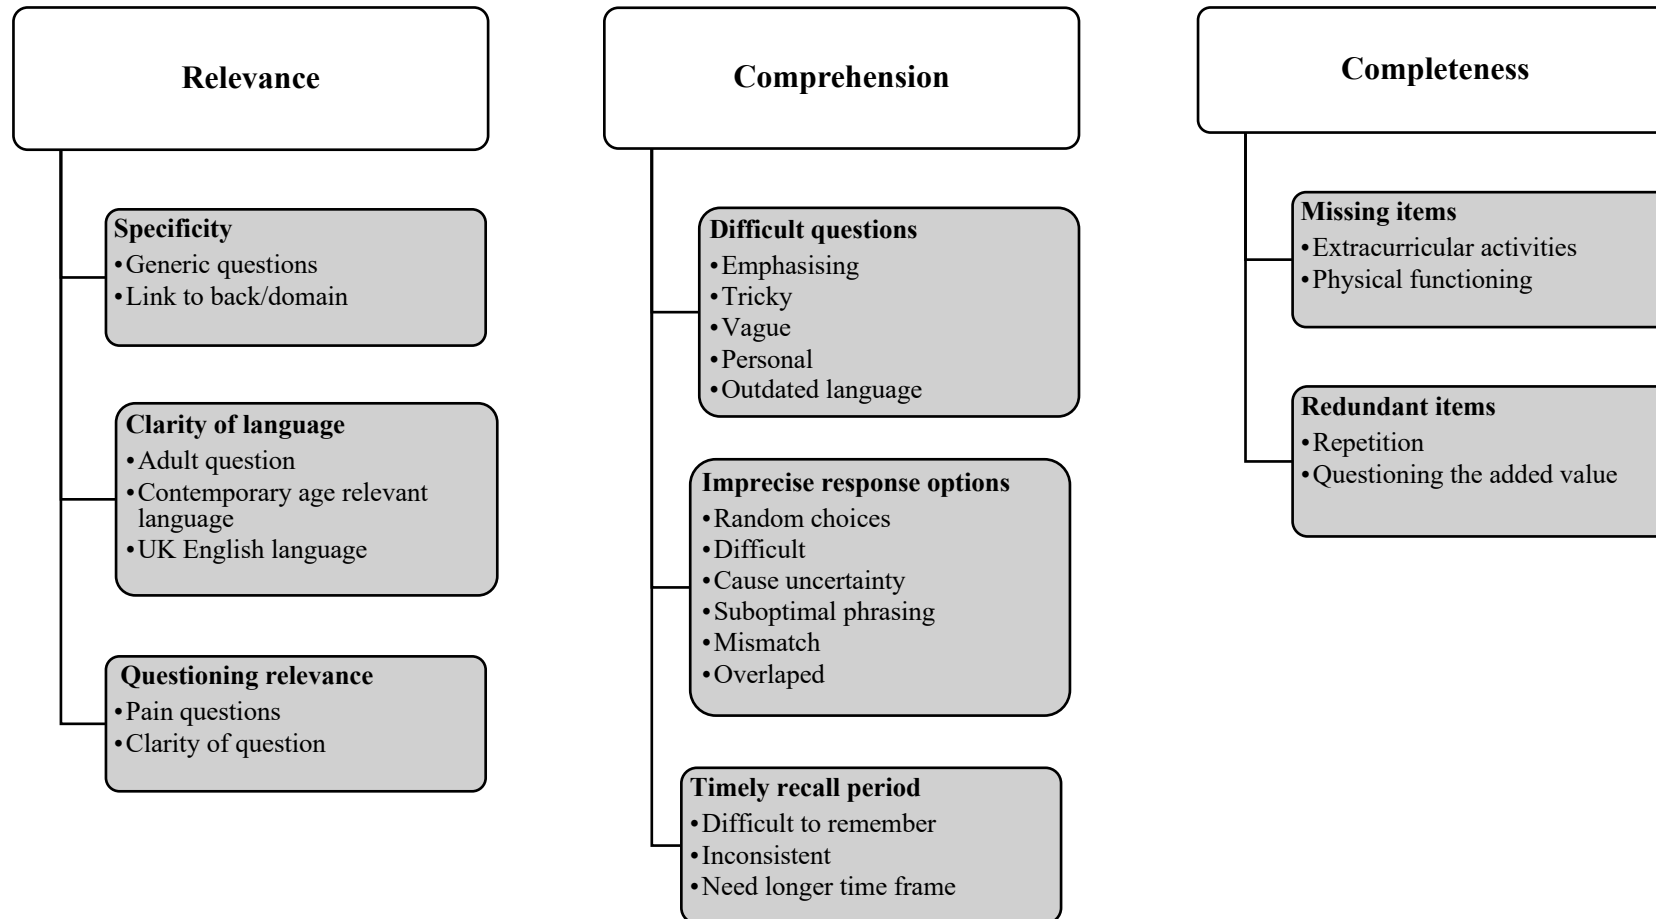 Relevance
Specificity
•Generic questions
•Link to back/domain
Clarity of language
•Adult question
•Contemporary age relevant
language
•UK English language
Questioning relevance
•Pain questions
•Clarity of question
Comprehension
Difficult questions
•Emphasising
•Tricky
•Vague
•Personal
•Outdated language
Imprecise response options
•Random choices
•Difficult
•Cause uncertainty
•Suboptimal phrasing
•Mismatch
•Overlaped
Timely recall period
•Difficult to remember
•Inconsistent
•Need longer time frame
Completeness
Missing items
•Extracurricular activities
•Physical functioning
Redundant items
•Repetition
•Questioning the added value